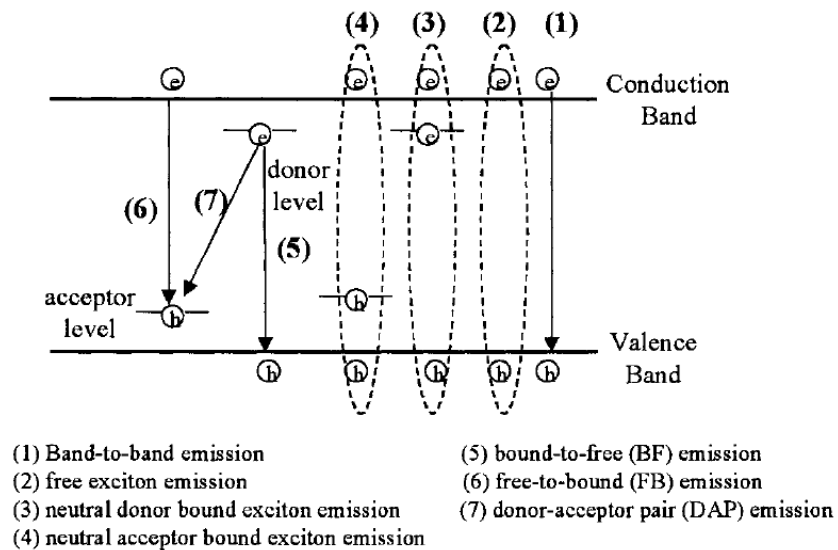 (4) (3) (2) (1)
e e e e e
Conduction
Band
e e
donor
level
(6) (7) (5)
acceptor
level
h h
Valence
Band
h h h h h
(1) Band-to-band emission
(2) free exciton emission
(3) neutral donor bound exciton emission
(4) neutral acceptor bound exciton emission
(5) bound-to-free (BF) emission
(6) free-to-bound (FB) emission
(7) donor-acceptor pair (DAP) emission